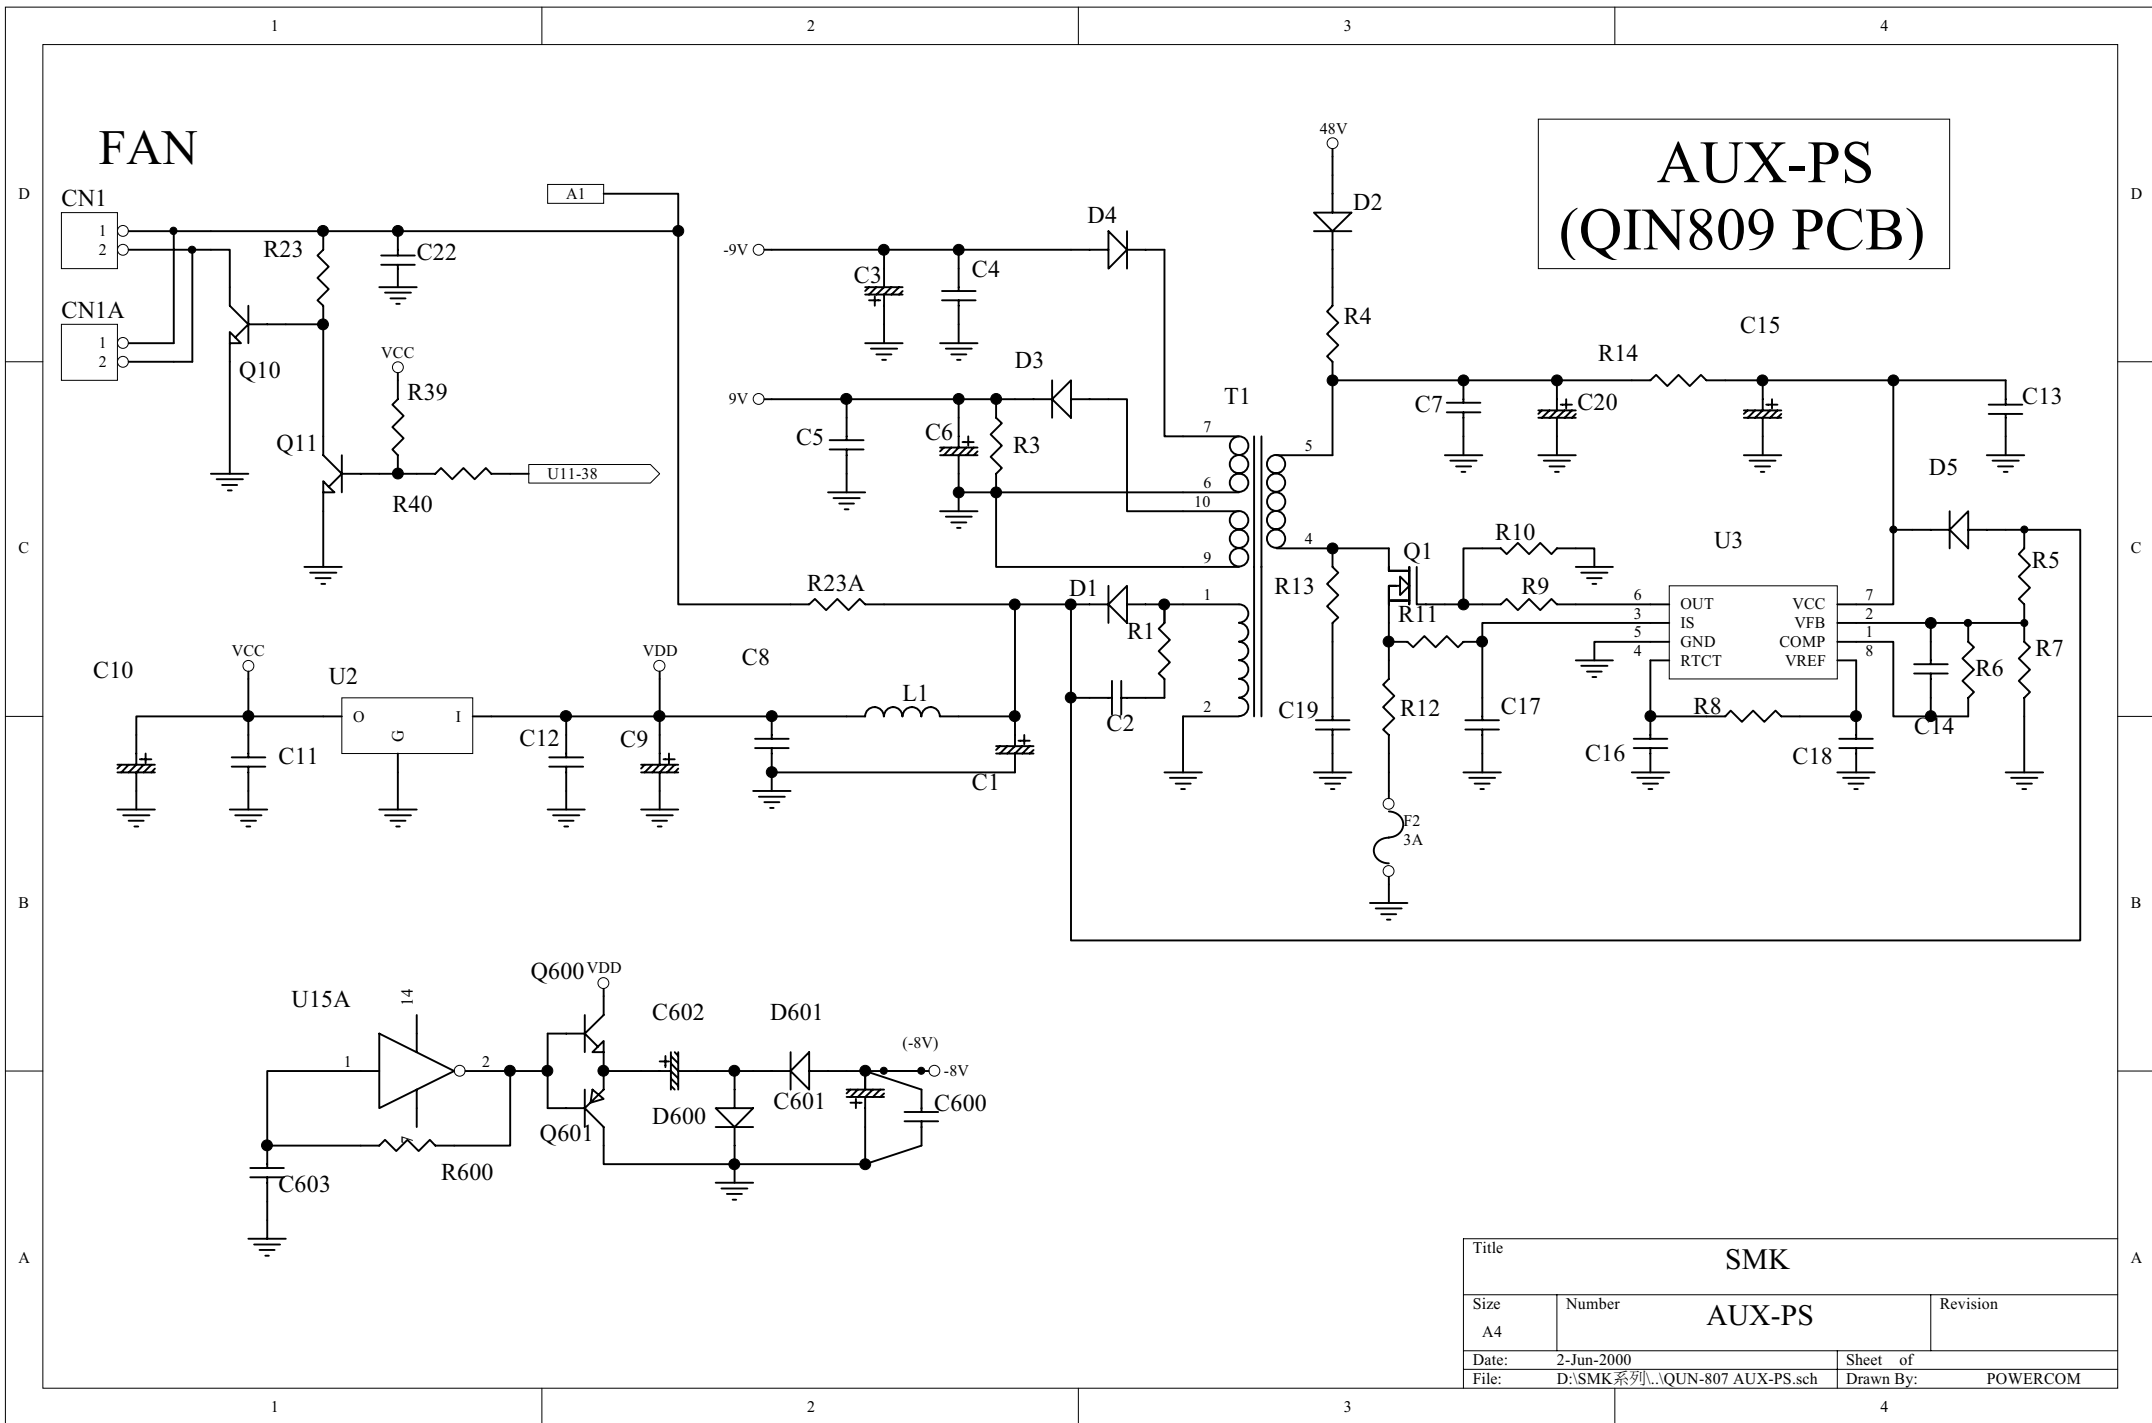 1 2 3 4
FAN
AUX-PS
(QIN809 PCB)
48V
D D
CN1
1
2
R23
C22
A1
D4
D2
-9V
C3
C4
CN1A
1
2
Q10
VCC
R39
D3
R4
C15
R14
9V
T1
C7
C20
C13
Q11
C5
C6
R3
7
5
U11-38
R40
6
10
D5
C C
9
4
Q1
R10
U3
R5
R23A
D1
R1
1
R13
R11
R9
6 OUT VCC 7
3 IS VFB 2
5 GND COMP 1
4 RTCT VREF 8
R6
R7
C10
VCC
U2
VDD
C8
L1
O I
G
C11
C12
C9
C1
C2
2
C19
R12
C17
R8
C16
C18
C14
F2
3A
B B
Q600
VDD
U15A
14
C602
D601
(-8V)
1
2
-8V
D600
C601
C600
Q601
7
R600
C603
A A
Title
SMK
Size
A4
Number
AUX-PS
Revision
Date: 2-Jun-2000
Sheet of
File: D:\SMK系列\..\QUN-807 AUX-PS.sch
Drawn By: POWERCOM
1 2 3 4